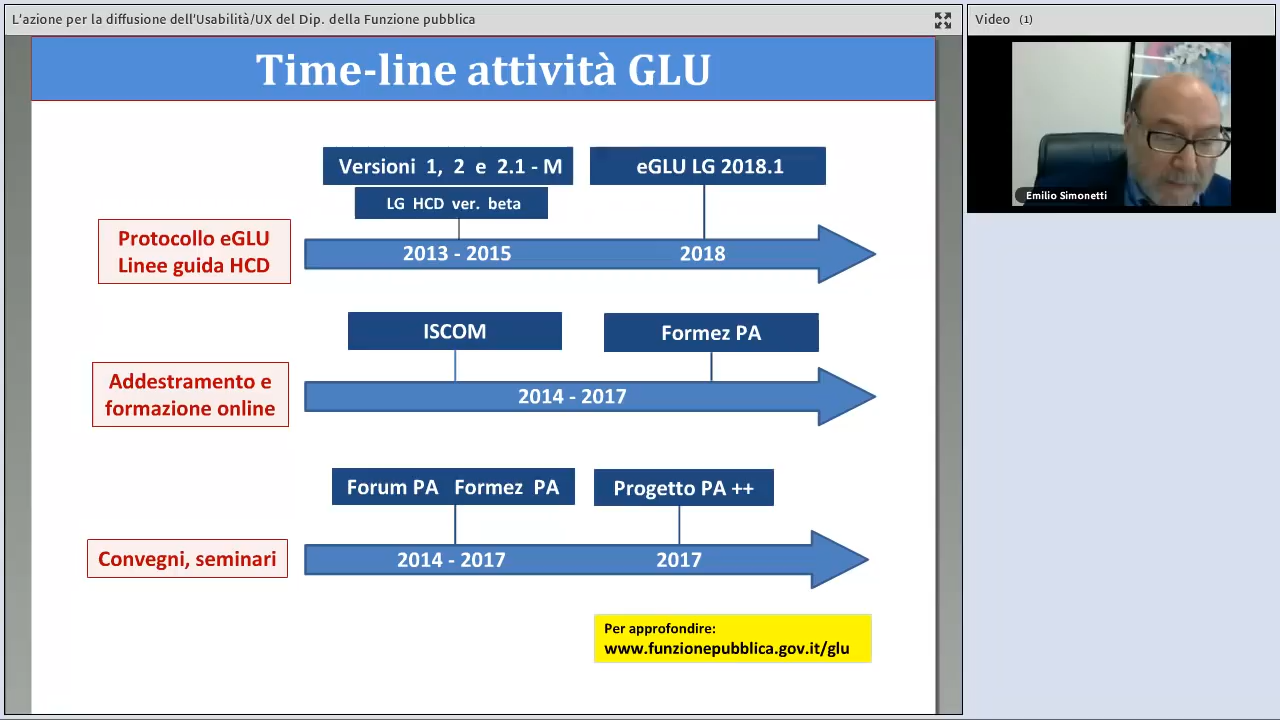 L'azione per la diffusione dell'Usabilità/UX del Dip. della Funzione pubblica
Video (1)
Time-line attività GLU
Emilio Simonetti
Versioni 1, 2 e 2.1 - M
eGLU LG 2018.1
LG HCD ver. beta
Protocollo eGLU
Linee guida HCD
2013 - 2015
2018
ISCOM
Formez PA
Addestramento e
formazione online
2014 - 2017
Forum PA Formez PA
Progetto PA ++
Convegni, seminari
2014 - 2017
2017
Per approfondire:
www.funzionepubblica.gov.it/glu